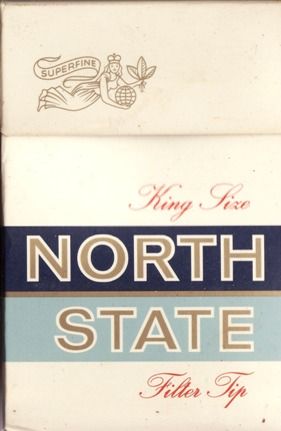 SUPERFINE
King Size
NORTH
STATE
Filter Tip